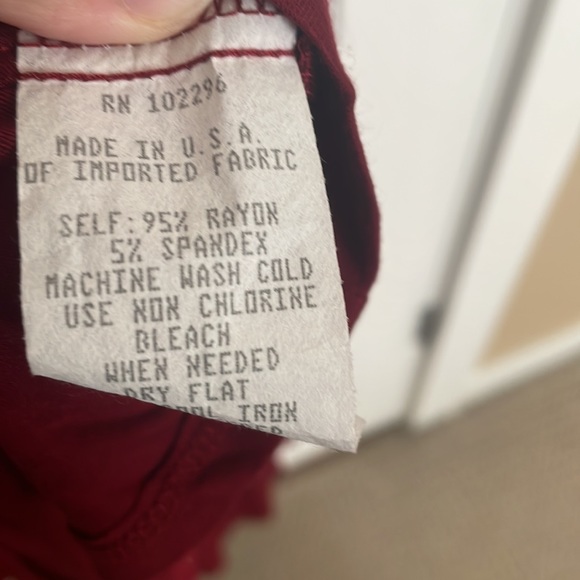 RN 102296
MADE IN U.S.A.
OF IMPORTED FABRIC
SELF: 95% RAYON
5% SPANDEX
MACHINE WASH COLD
USE NON CHLORINE
BLEACH
WHEN NEEDED
DRY FLAT
IRON